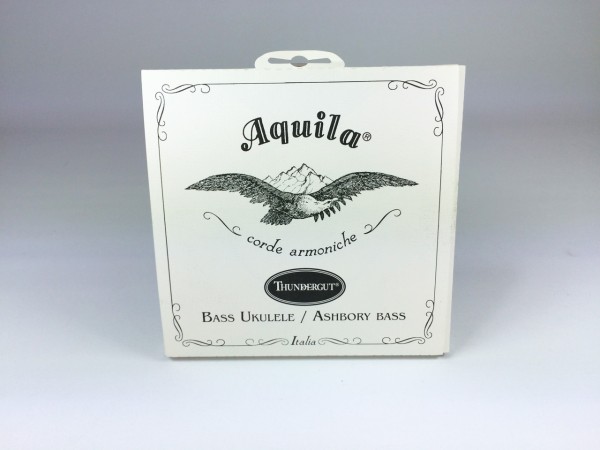 Aquila®
corde armoniche
THUNDERGUT®
BASS UKULELE / ASHBORY BASS
Italia